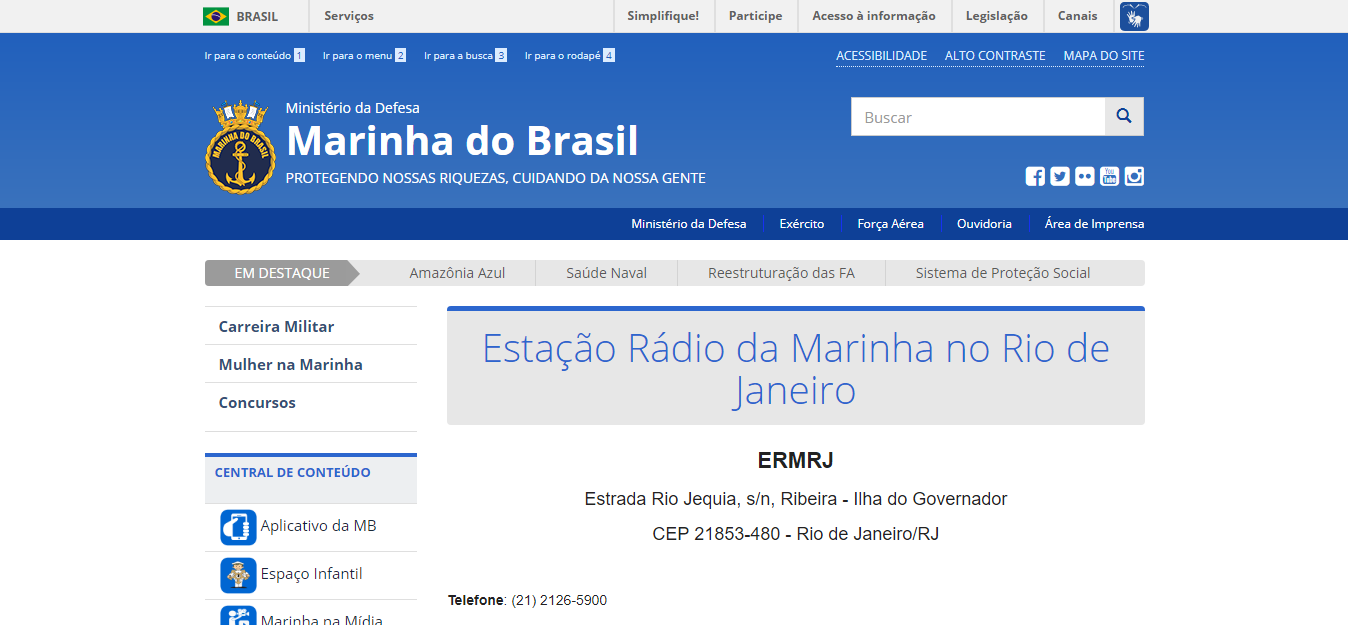 BRASIL
Serviços
Simplifique!
Participe
Acesso à informação
Legislação
Canais
Ir para o conteúdo 1
Ir para o menu 2
Ir para a busca 3
Ir para o rodapé 4
ACESSIBILIDADE
ALTO CONTRASTE
MAPA DO SITE
MARINHA DO BRASIL
Ministério da Defesa
Marinha do Brasil
PROTEGENDO NOSSAS RIQUEZAS, CUIDANDO DA NOSSA GENTE
Buscar
You Tube
Ministério da Defesa
Exército
Força Aérea
Ouvidoria
Área de Imprensa
EM DESTAQUE
Amazônia Azul
Saúde Naval
Reestruturação das FA
Sistema de Proteção Social
Carreira Militar
Mulher na Marinha
Concursos
CENTRAL DE CONTEÚDO
Aplicativo da MB
Espaço Infantil
Marinha na Mídia
Estação Rádio da Marinha no Rio de
Janeiro
ERMRJ
Estrada Rio Jequia, s/n, Ribeira - Ilha do Governador
CEP 21853-480 - Rio de Janeiro/RJ
Telefone: (21) 2126-5900